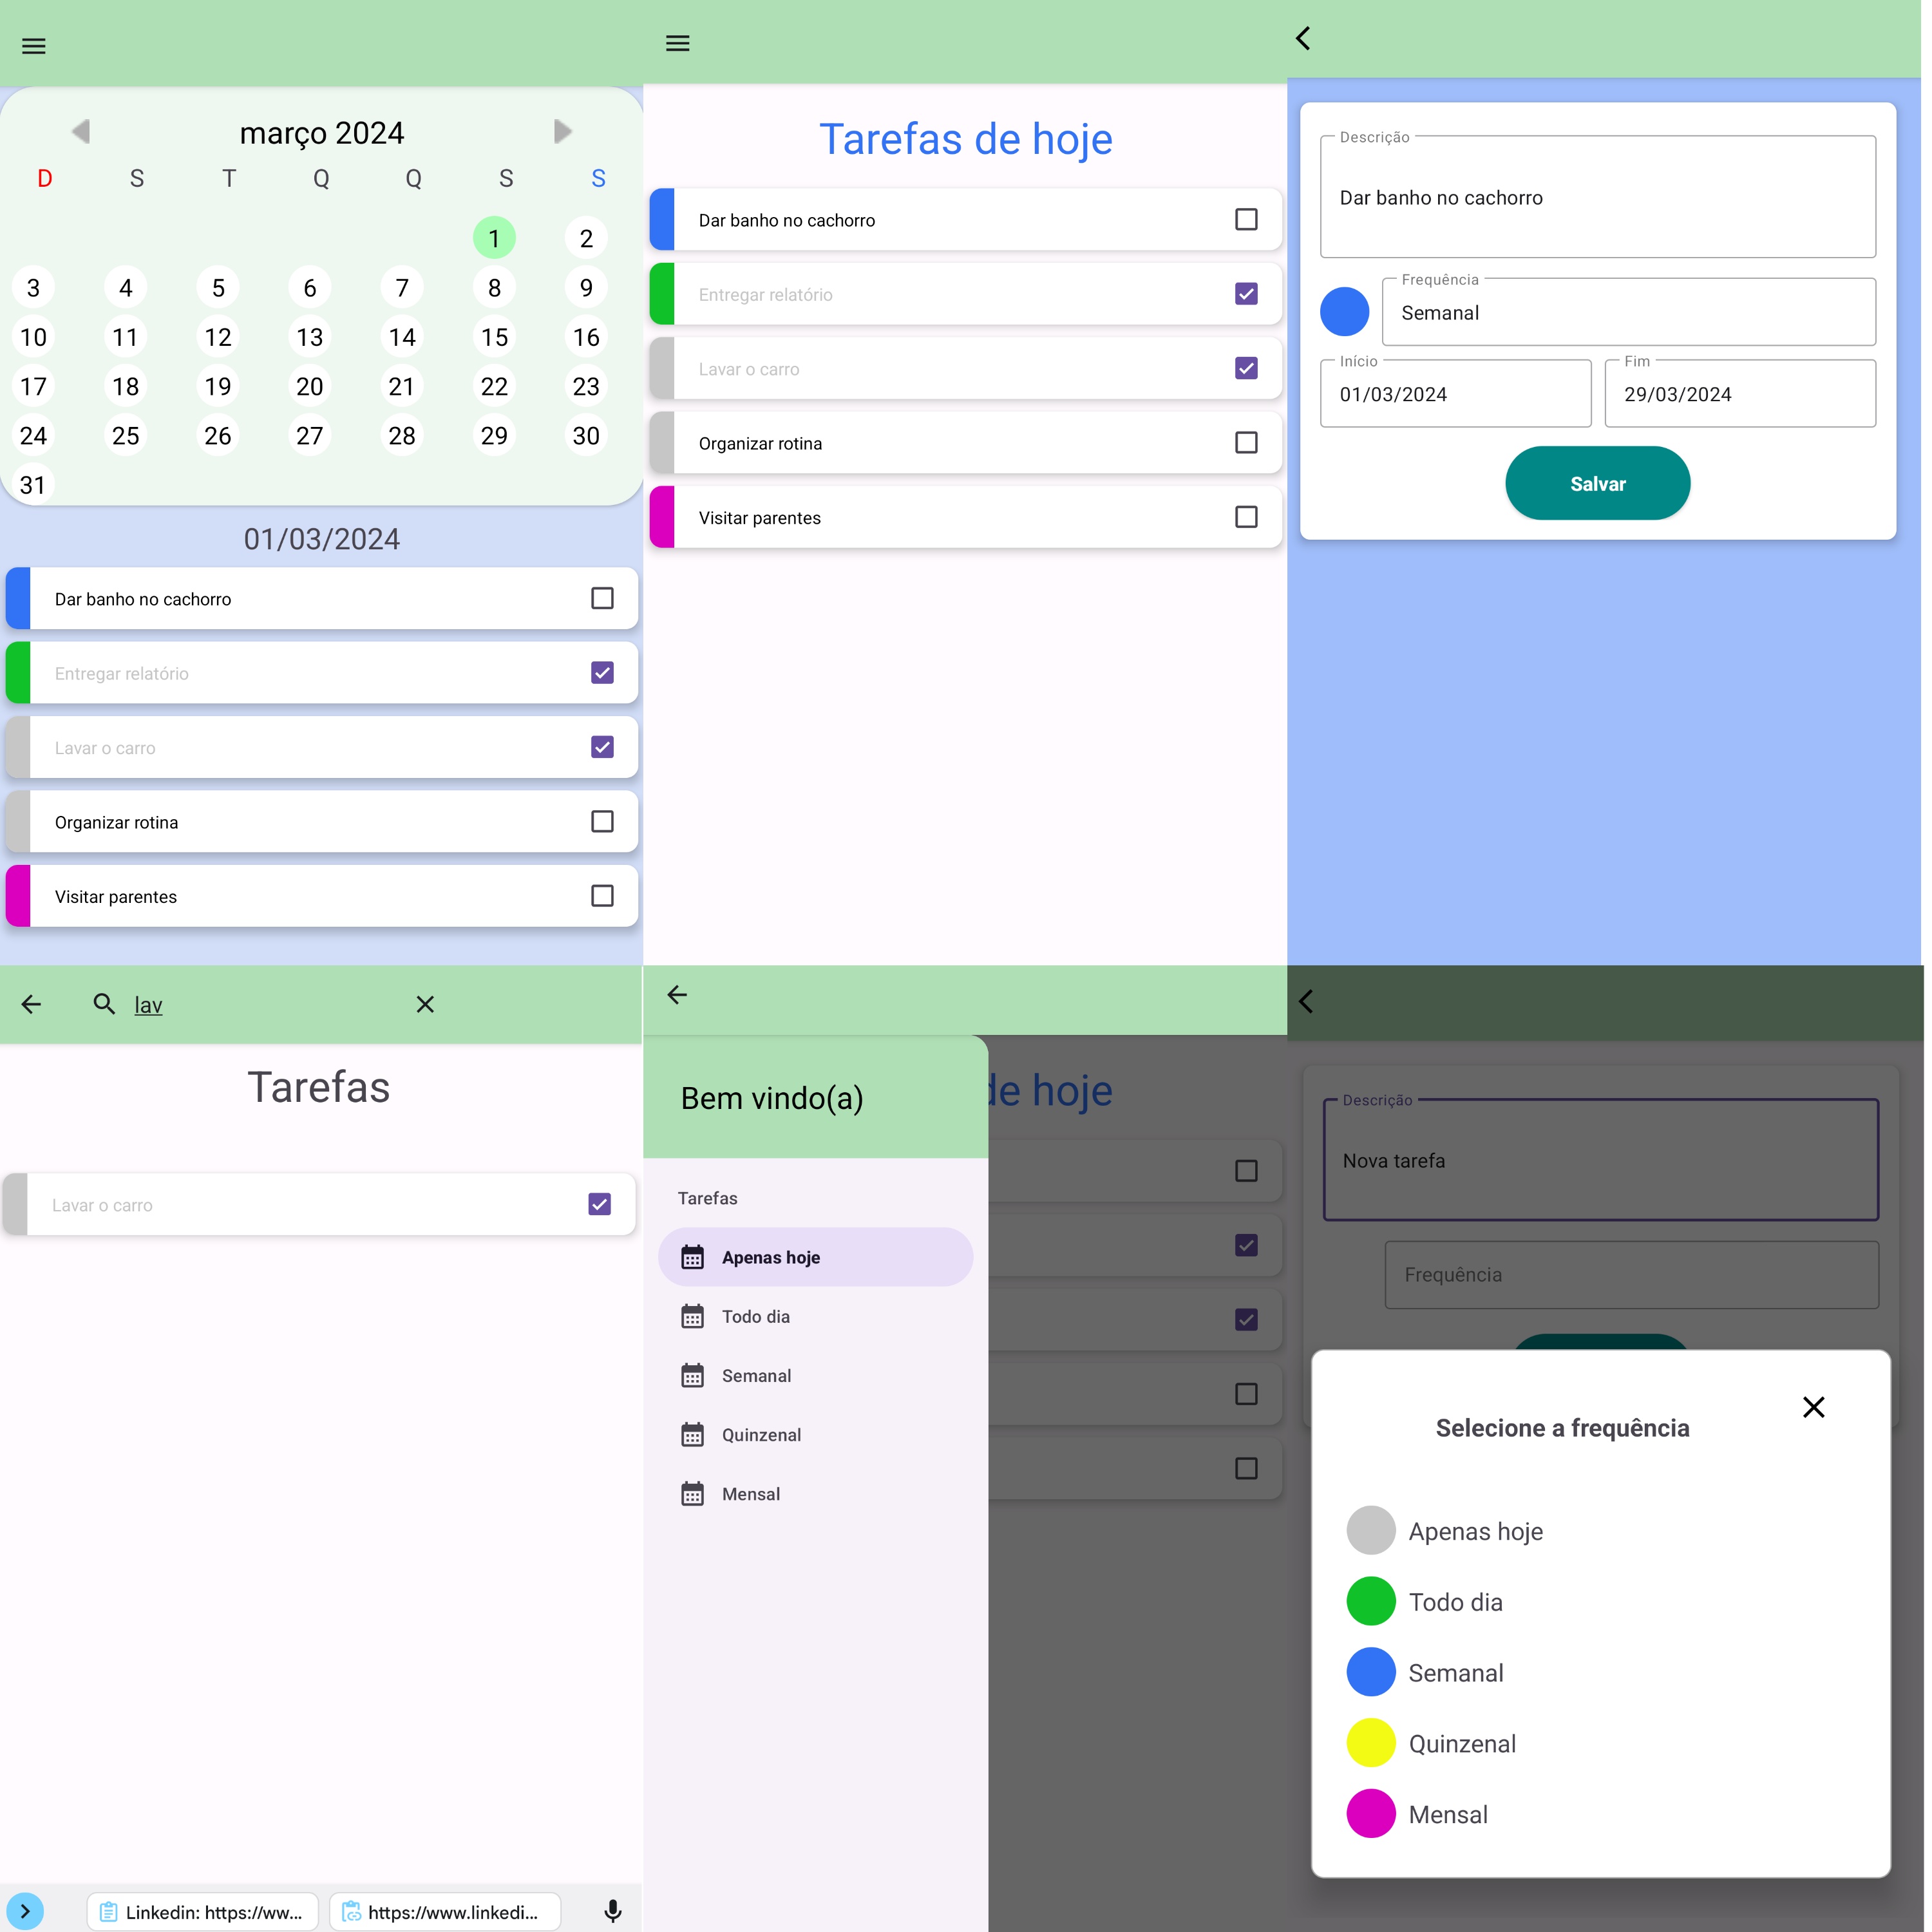 março 2024
D S T Q Q S S
1 2
3 4 5 6 7 8 9
10 11 12 13 14 15 16
17 18 19 20 21 22 23
24 25 26 27 28 29 30
31
01/03/2024
Dar banho no cachorro
Entregar relatório
Lavar o carro
Organizar rotina
Visitar parentes
Tarefas de hoje
Dar banho no cachorro
Entregar relatório
Lavar o carro
Organizar rotina
Visitar parentes
Descrição
Dar banho no cachorro
Frequência
Semanal
Início
01/03/2024
Fim
29/03/2024
Salvar
lav
Tarefas
Lavar o carro
Linkedin: https://ww...
https://www.linkedi...
Bem vindo(a)
de hoje
Tarefas
Apenas hoje
Todo dia
Semanal
Quinzenal
Mensal
Descrição
Nova tarefa
Frequência
Selecione a frequência
Apenas hoje
Todo dia
Semanal
Quinzenal
Mensal